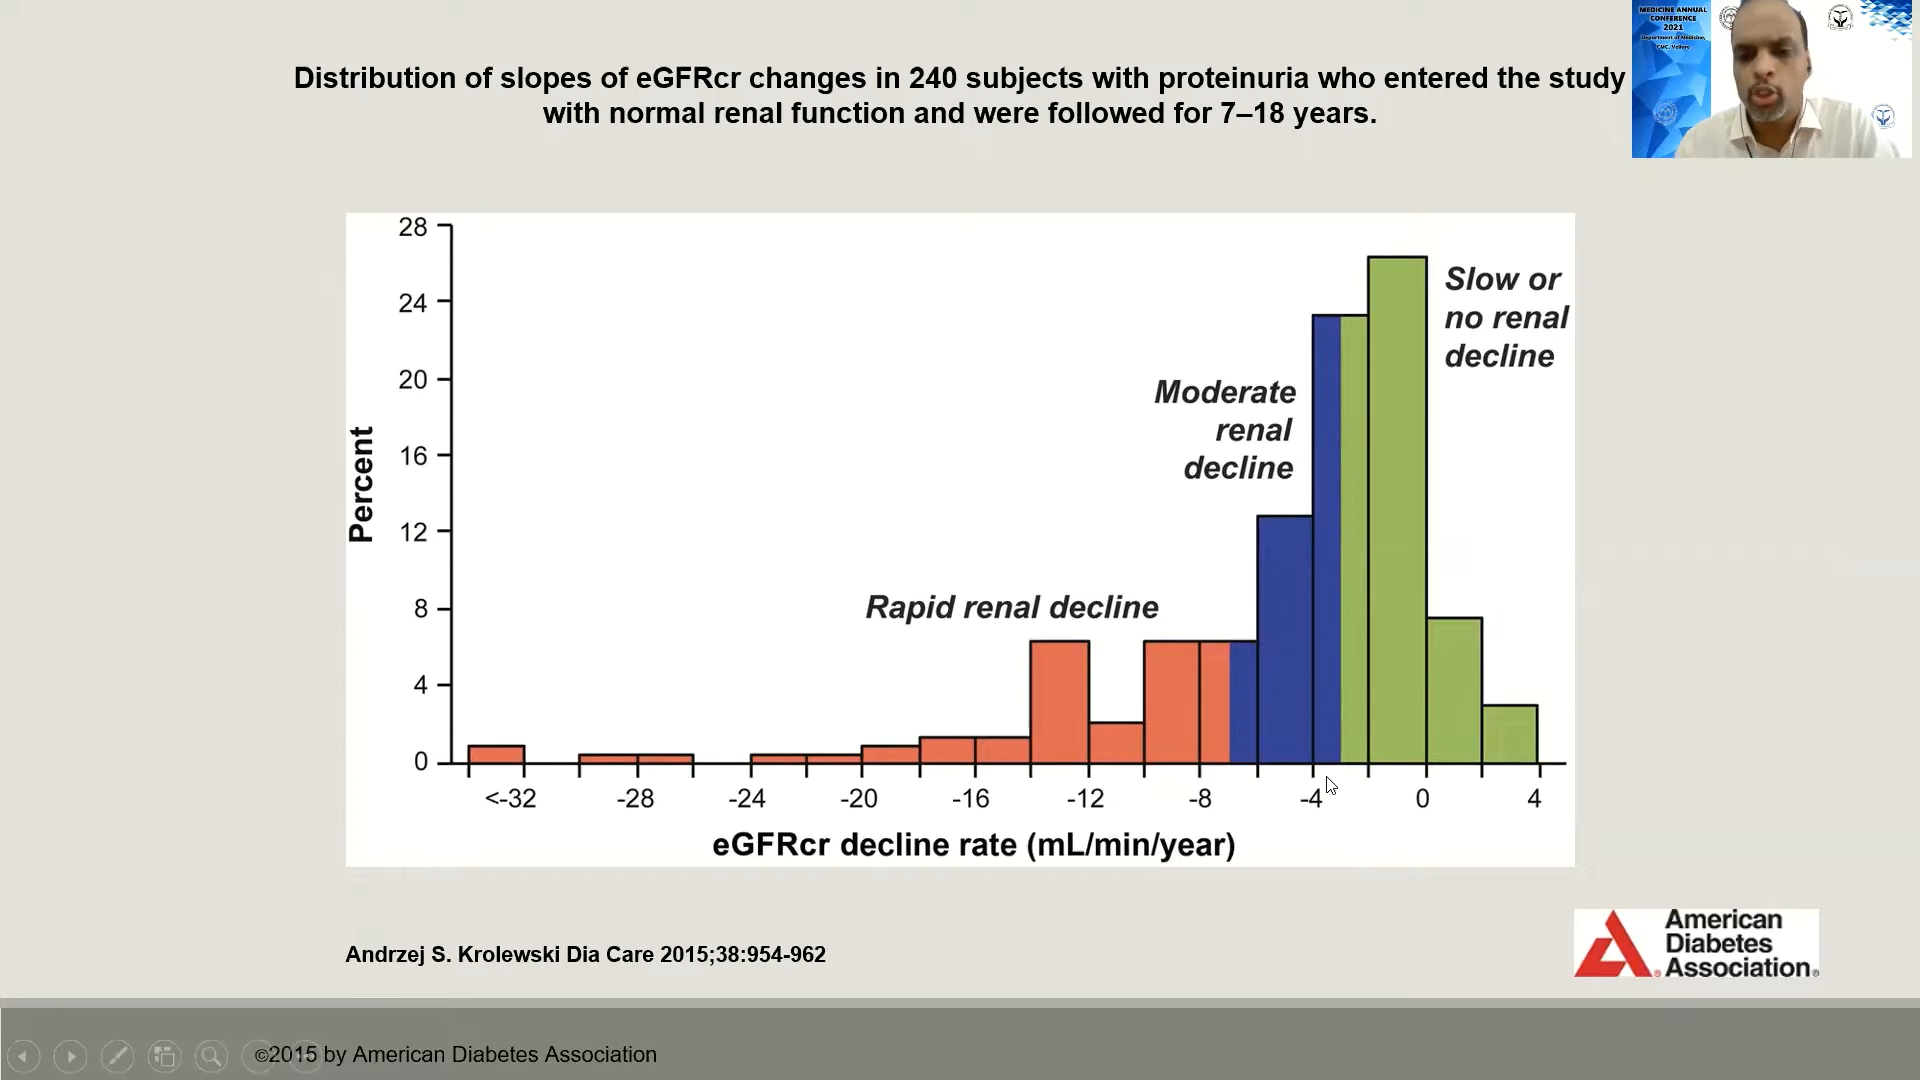 Distribution of slopes of eGFRcr changes in 240 subjects with proteinuria who entered the study
with normal renal function and were followed for 7–18 years.
MEDICINE ANNUAL
CONFERENCE
2021
Department of Medicine,
CMC, Vellore
28
24
20
16
12
8
4
0
Percent
Slow or
no renal
decline
Moderate
renal
decline
Rapid renal decline
<-32
-28
-24
-20
-16
-12
-8
-4
0
4
eGFRcr decline rate (mL/min/year)
Andrzej S. Krolewski Dia Care 2015;38:954-962
American
Diabetes
Association®
©2015 by American Diabetes Association